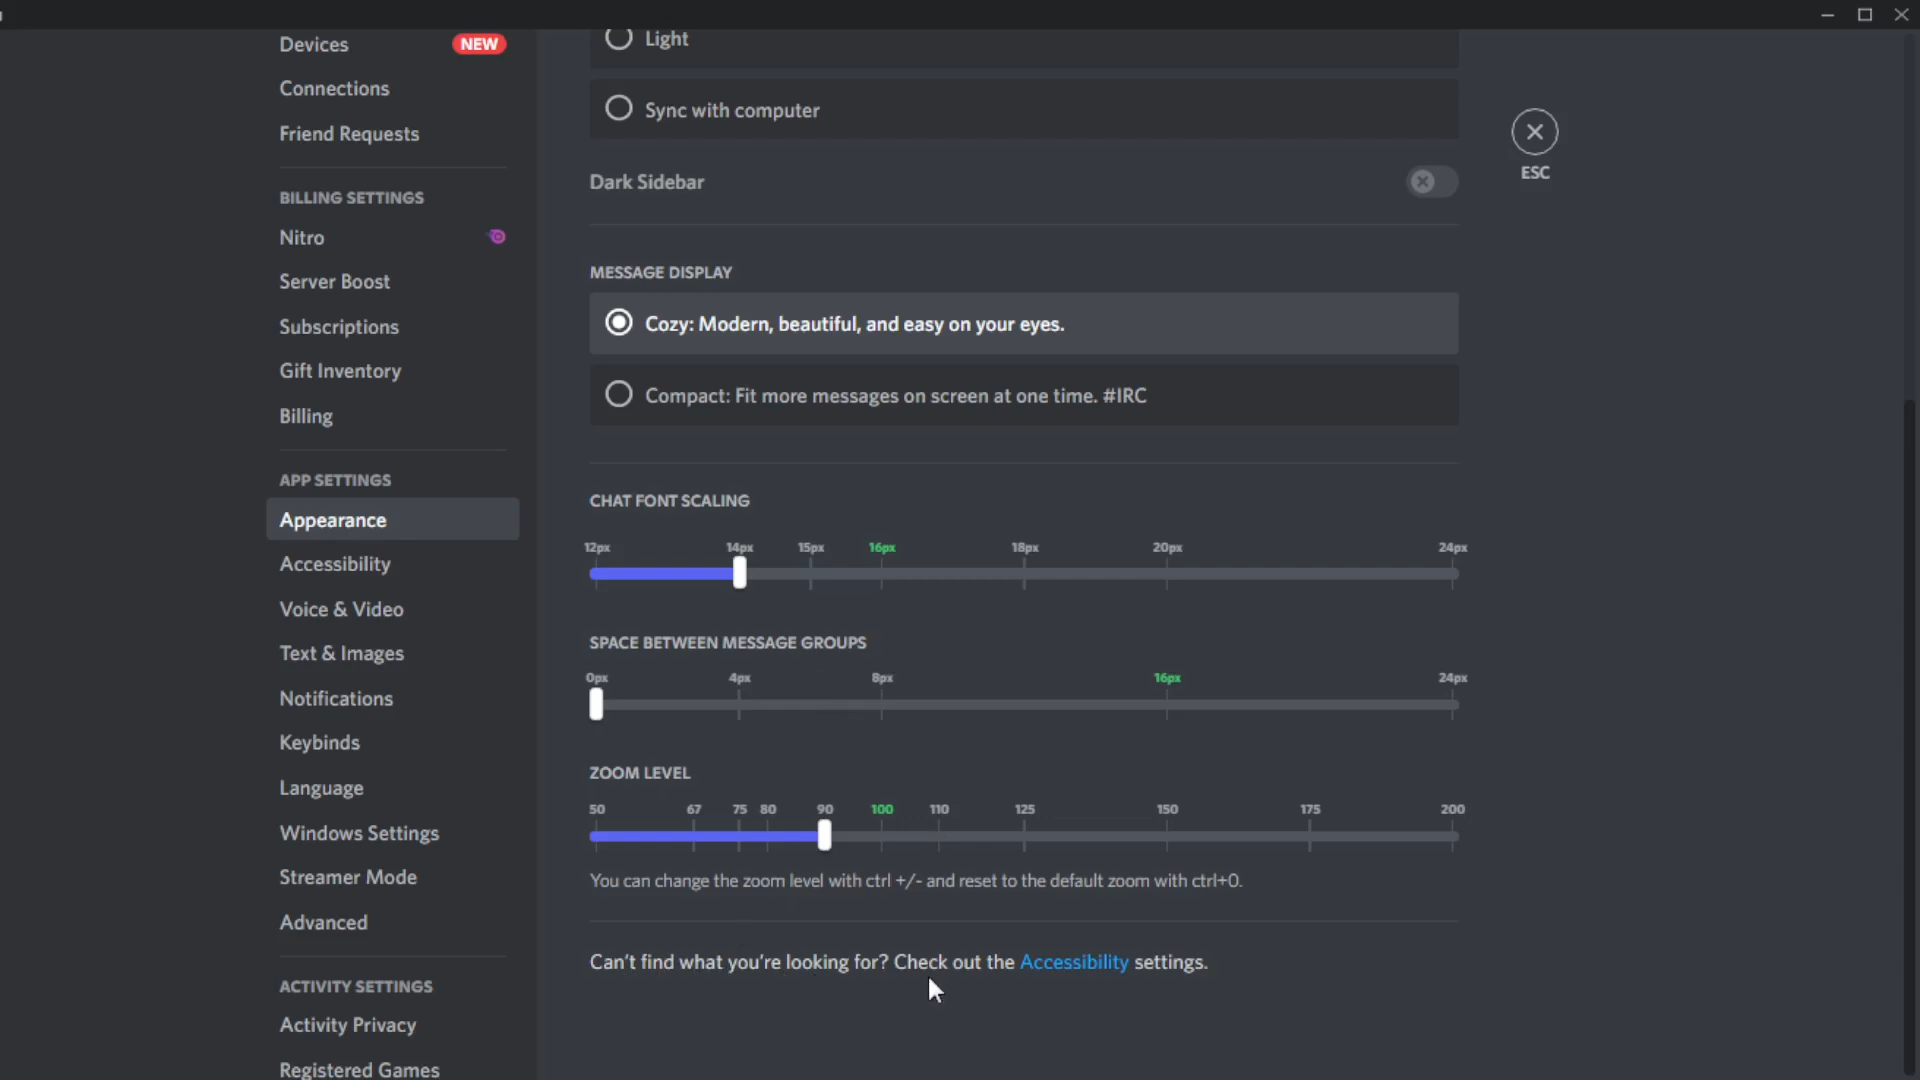 Devices NEW
Connections
Friend Requests
BILLING SETTINGS
Nitro
Server Boost
Subscriptions
Gift Inventory
Billing
APP SETTINGS
Appearance
Accessibility
Voice & Video
Text & Images
Notifications
Keybinds
Language
Windows Settings
Streamer Mode
Advanced
ACTIVITY SETTINGS
Activity Privacy
Registered Games
Light
Sync with computer
Dark Sidebar
MESSAGE DISPLAY
Cozy: Modern, beautiful, and easy on your eyes.
Compact: Fit more messages on screen at one time. #IRC
CHAT FONT SCALING
12px 14px 15px 16px 18px 20px 24px
SPACE BETWEEN MESSAGE GROUPS
0px 4px 8px 16px 24px
ZOOM LEVEL
50 67 75 80 90 100 110 125 150 175 200
You can change the zoom level with ctrl +/- and reset to the default zoom with ctrl+0.
Can't find what you're looking for? Check out the Accessibility settings.
ESC